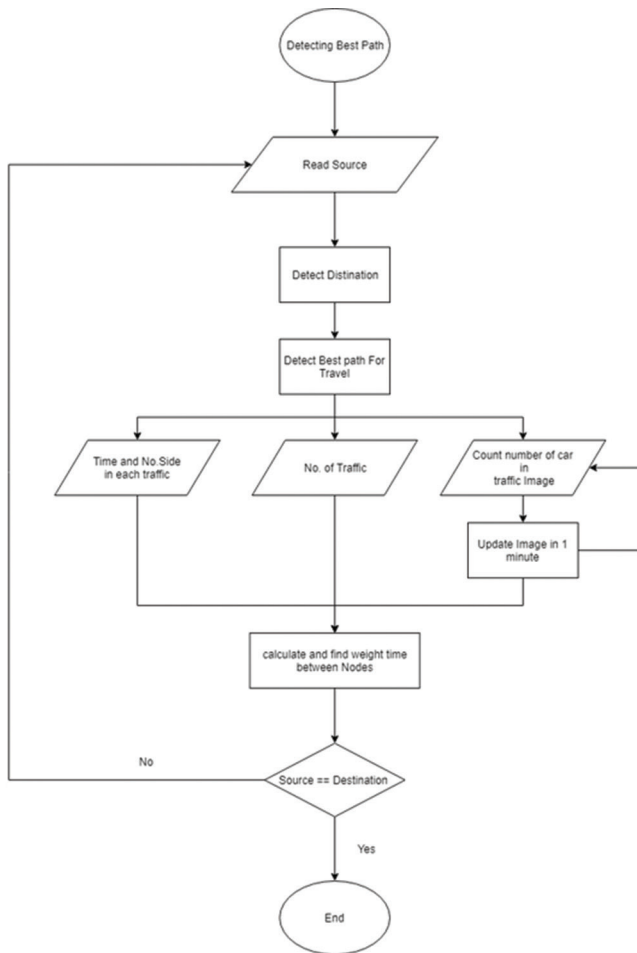 Detecting Best Path
Read Source
Detect Distination
Detect Best path For
Travel
Time and No.Side
in each traffic
No. of Traffic
Count number of car
in
traffic Image
Update Image in 1
minute
calculate and find weight time
between Nodes
No
Source == Destination
Yes
End